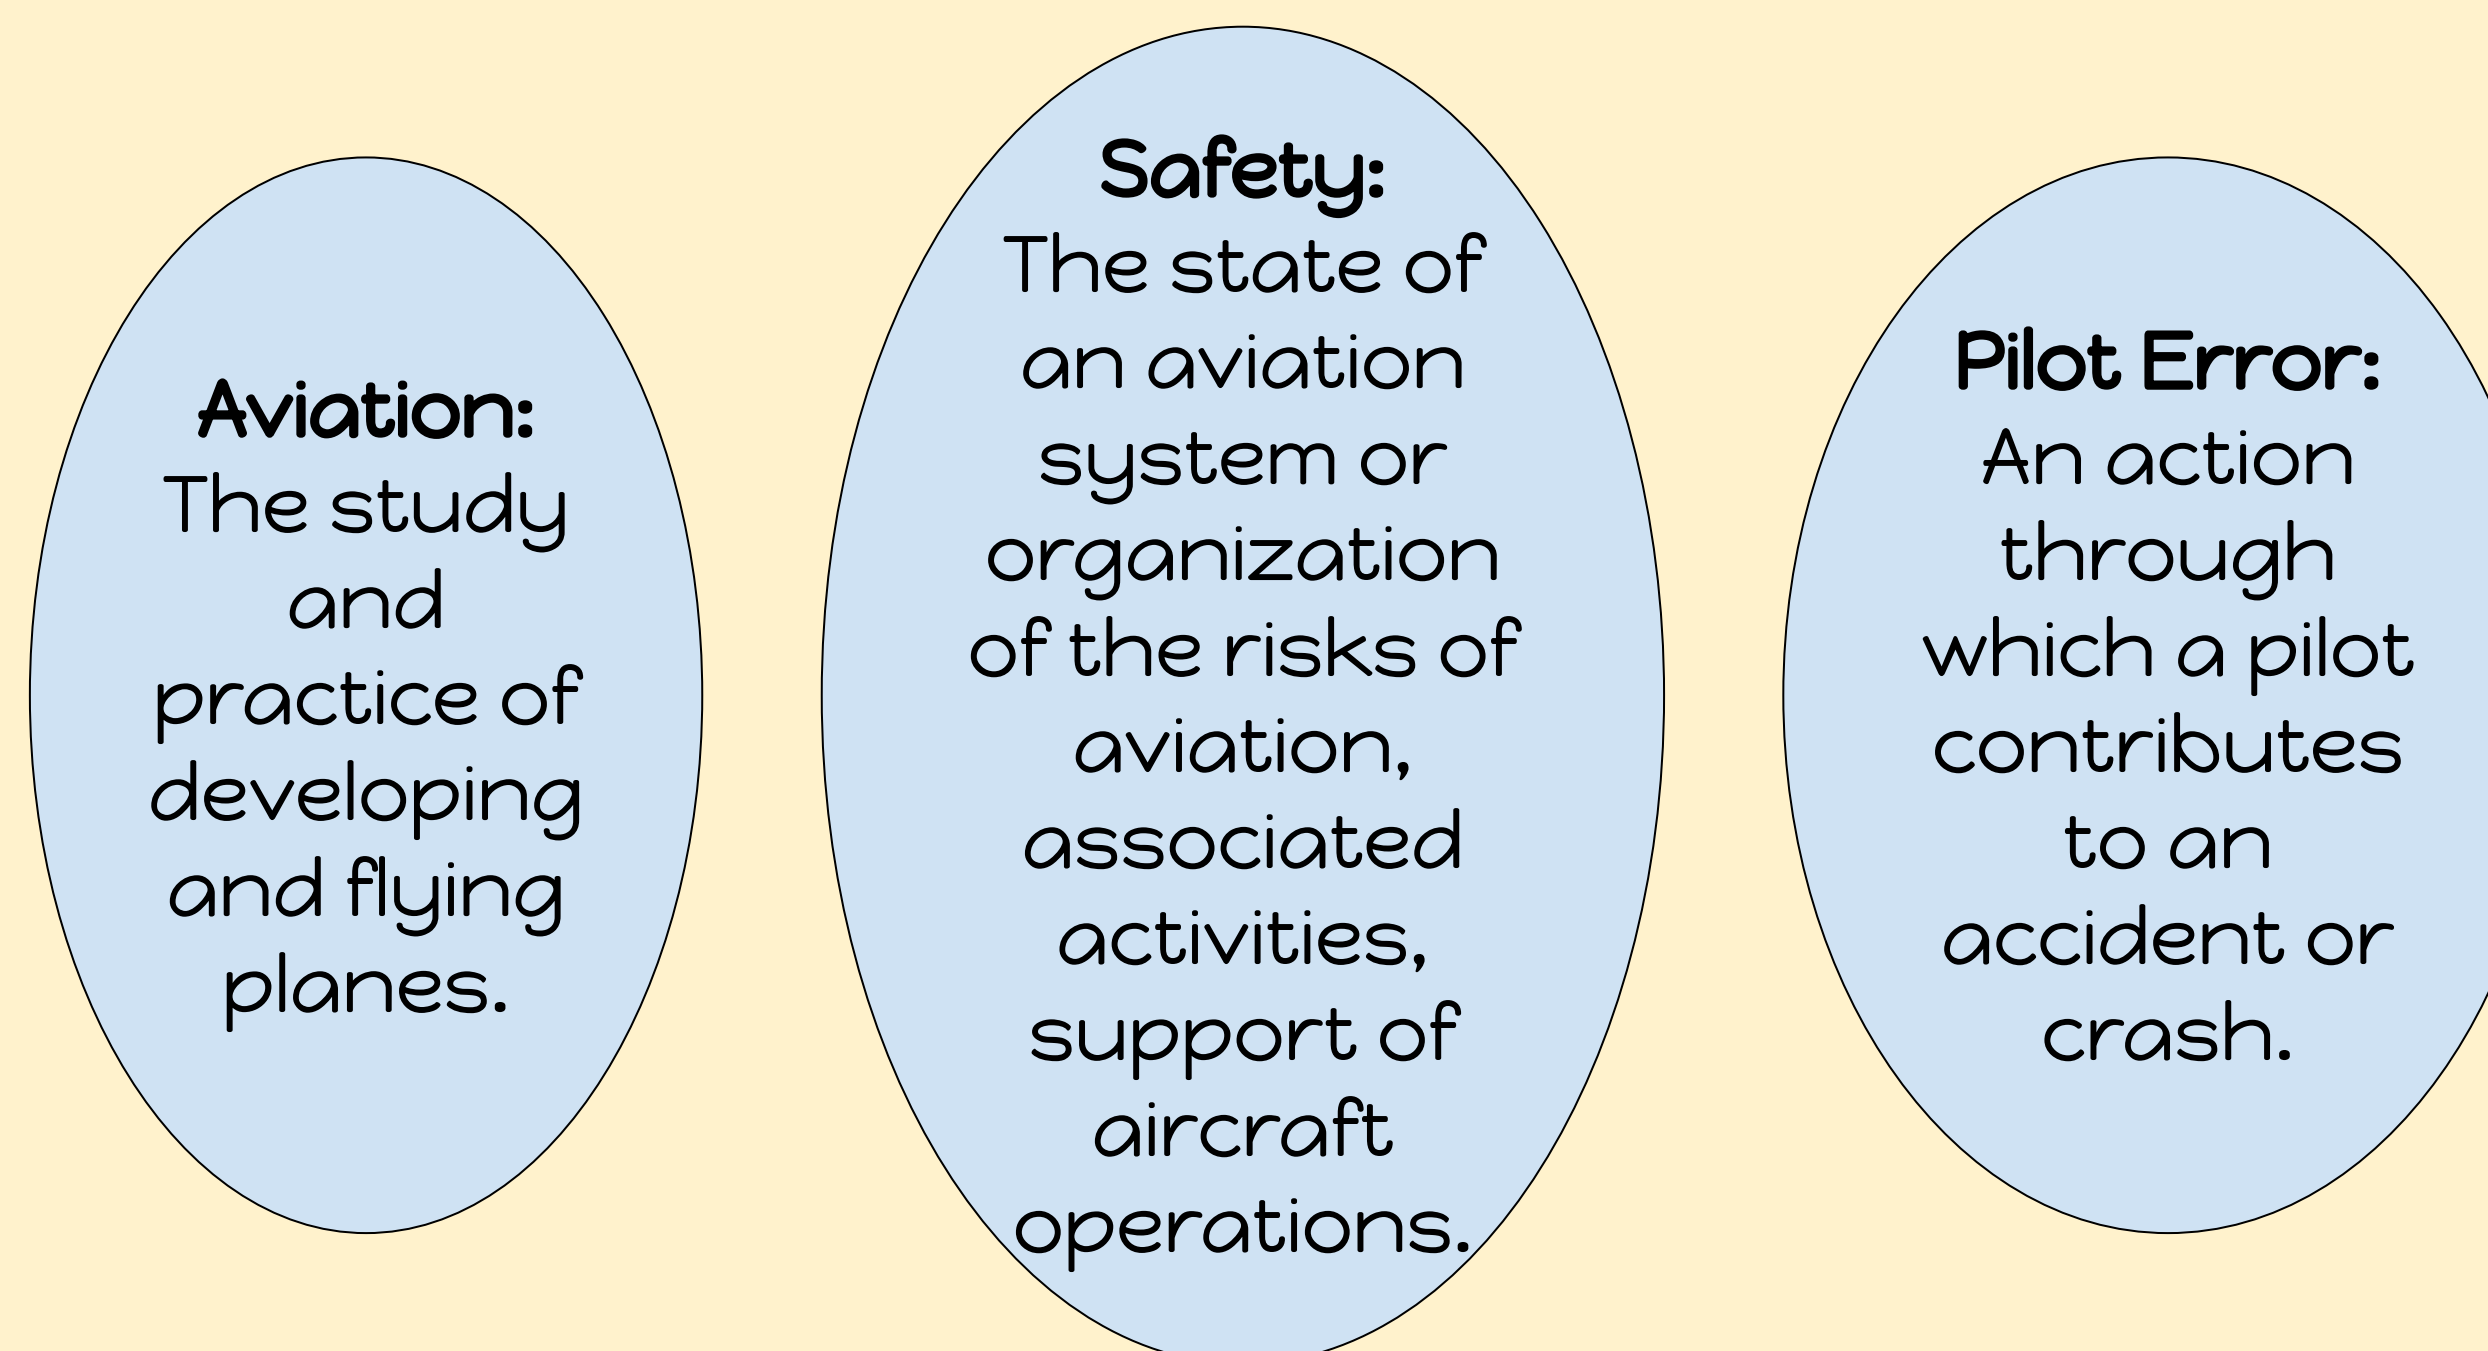 Aviation:
The study
and
practice of
developing
and flying
planes.
Safety:
The state of
an aviation
system or
organization
of the risks of
aviation,
associated
activities,
support of
aircraft
operations.
Pilot Error:
An action
through
which a pilot
contributes
to an
accident or
crash.